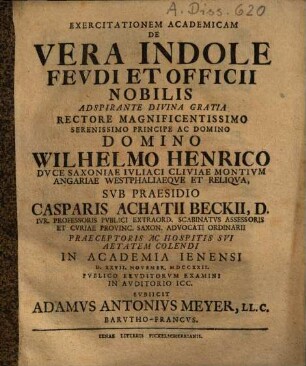 A. Diss. 620
EXERCITATIONEM ACADEMICAM
DE
VERA INDOLE
FEVDI ET OFFICII
NOBILIS
ADSPIRANTE DIVINA GRATIA
RECTORE MAGNIFICENTISSIMO
SERENISSIMO PRINCIPE AC DOMINO
DOMINO
WILHELMO HENRICO
DVCE SAXONIAE IVLIACI CLIVIAE MONTIVM
ANGARIAE WESTPHALIAEQVE ET RELIQVA,
SVB PRAESIDIO
CASPARIS ACHATII BECKII, D.
IVR. PROFESSORIS PVBLICI EXTRAORD. SCABINATVS ASSESSORIS
ET CVRIAE PROVINC. SAXON. ADVOCATI ORDINARII
PRAECEPTORIS AC HOSPITIS SVI
AETATEM COLENDI
IN ACADEMIA IENENSI
D. XXVII. NOVEMBR. MDCCXXII.
PVBLICO ERVDITORVM EXAMINI
IN AVDITORIO ICC.
SVBIICIT
ADAMVS ANTONIVS MEYER, LL. C.
BARVTHO-FRANCVS.
IENAE LITERIS FICKELSCHERRIANIS.